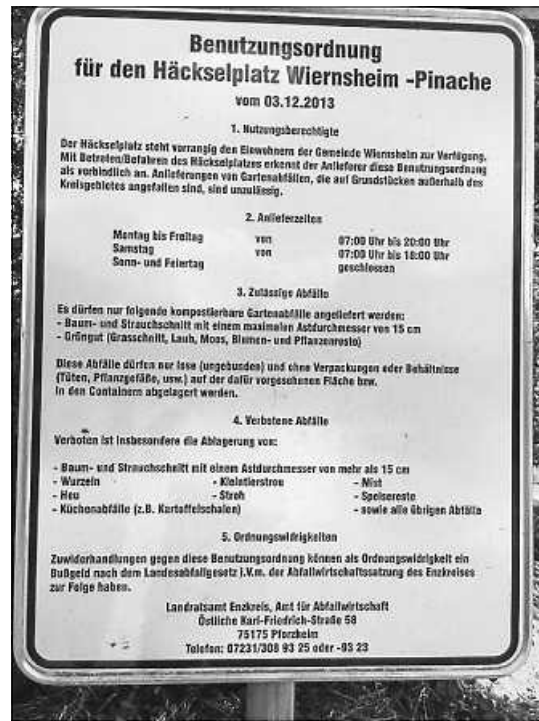 Benutzungsordnung
für den Häckselplatz Wiernsheim -Pinache
vom 03.12.2013
1. Nutzungsberechtigte
Der Häckselplatz steht vorrangig den Einwohnern der Gemeinde Wiernsheim zur Verfügung.
Mit Betreten/Befahren des Häckselplatzes erkennt der Anlieferer diese Benutzungsordnung
als verbindlich an. Anlieferungen von Gartenabfällen, die auf Grundstücken außerhalb des
Kreisgebietes angefallen sind, sind unzulässig.
2. Anlieferzeiten
Montag bis Freitag von 07:00 Uhr bis 20:00 Uhr
Samstag von 07:00 Uhr bis 18:00 Uhr
Sonn- und Feiertag geschlossen
3. Zulässige Abfälle
Es dürfen nur folgende kompostierbare Gartenabfälle angeliefert werden:
- Baum- und Strauchschnitt mit einem maximalen Astdurchmesser von 15 cm
- Grüngut (Grasschnitt, Laub, Moos, Blumen- und Pflanzenreste)
Diese Abfälle dürfen nur lose (ungebunden) und ohne Verpackungen oder Behältnisse
(Tüten, Pflanzgefäße, usw.) auf der dafür vorgesehenen Fläche bzw.
in den Containern abgelagert werden.
4. Verbotene Abfälle
Verboten ist insbesondere die Ablagerung von:
- Baum- und Strauchschnitt mit einem Astdurchmesser von mehr als 15 cm
- Wurzeln - Kleintierstreu - Mist
- Heu - Stroh - Speisereste
- Küchenabfälle (z.B. Kartoffelschalen) - sowie alle übrigen Abfälle
5. Ordnungswidrigkeiten
Zuwiderhandlungen gegen diese Benutzungsordnung können als Ordnungswidrigkeit ein
Bußgeld nach dem Landesabfallgesetz i.V.m. der Abfallwirtschaftssatzung des Enzkreises
zur Folge haben.
Landratsamt Enzkreis, Amt für Abfallwirtschaft
Östliche Karl-Friedrich-Straße 58
75175 Pforzheim
Telefon: 07231/308 93 25 oder -93 23